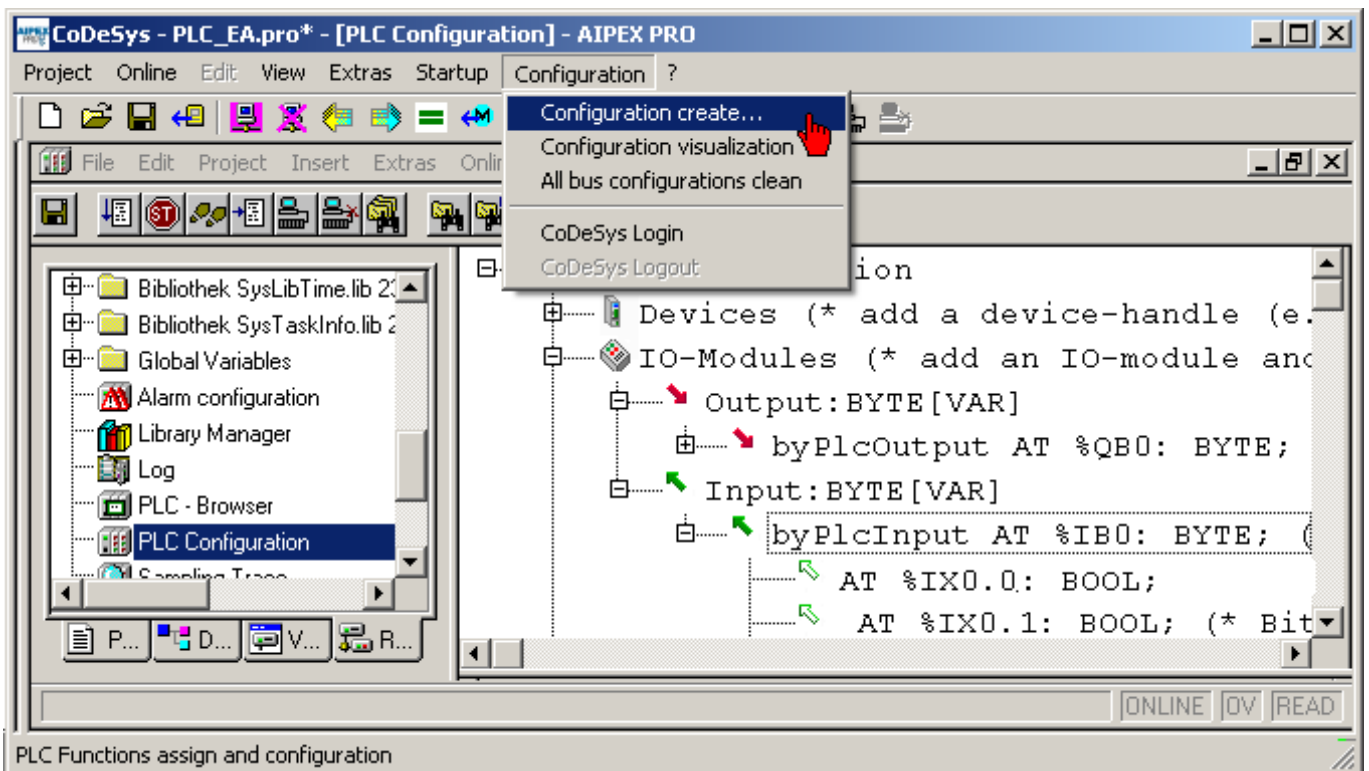 CoDeSys - PLC_EA.pro* - [PLC Configuration] - AIPEX PRO
Project Online Edit View Extras Startup Configuration ?
Configuration create...
Configuration visualization
All bus configurations clean
CoDeSys Login
CoDeSys Logout
File Edit Project Insert Extras
ST
Bibliothek SysLibTime.lib
Bibliothek SysTaskInfo.lib
Global Variables
Alarm configuration
Library Manager
Log
PLC - Browser
PLC Configuration
P... D... V... R...
Devices (* add a device-handle (e.
IO-Modules (* add an IO-module and
Output:BYTE[VAR]
byPlcOutput AT %QB0: BYTE;
Input:BYTE[VAR]
byPlcInput AT %IB0: BYTE; (
AT %IX0.0: BOOL;
AT %IX0.1: BOOL; (* Bit
ONLINE OV READ
PLC Functions assign and configuration